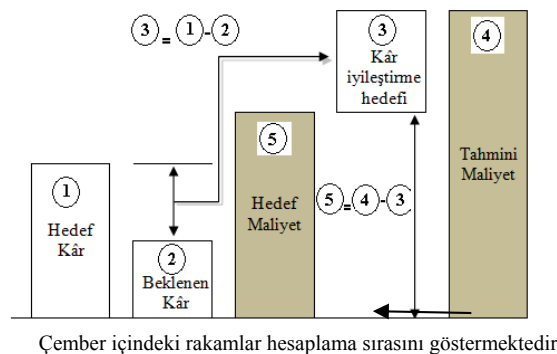 ③ = ① - ②
③
Kâr
iyileştirme
hedefi
④
Tahmini
Maliyet
⑤
Hedef
Maliyet
⑤ = ④ - ③
①
Hedef
Kâr
②
Beklenen
Kâr
Çember içindeki rakamlar hesaplama sırasını göstermektedir